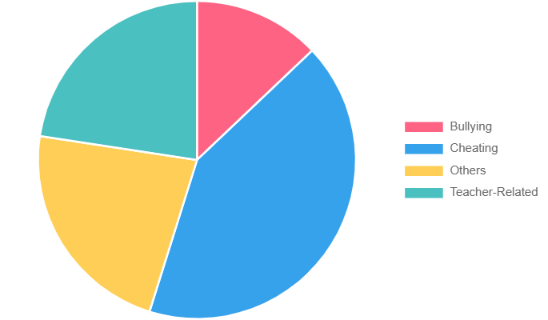 Bullying
Cheating
Others
Teacher-Related